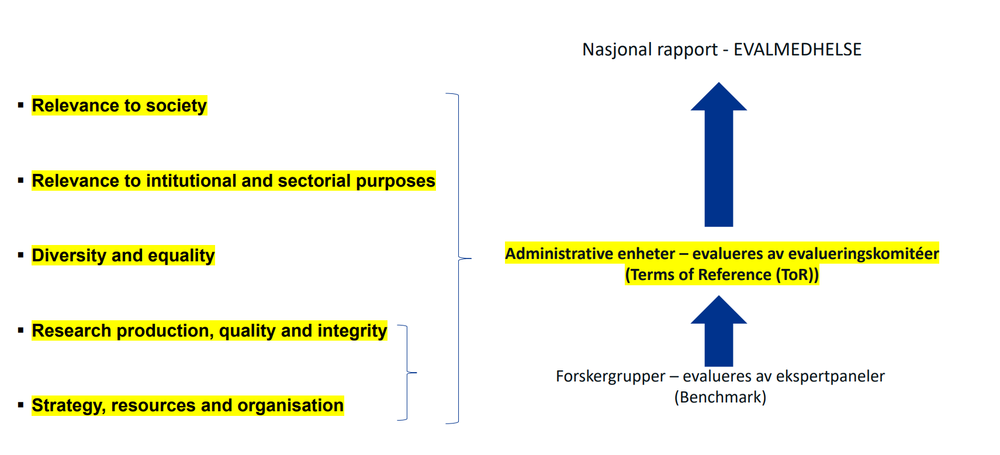 Nasjonal rapport - EVALMEDHELSE
▪ Relevance to society
▪ Relevance to intitutional and sectorial purposes
▪ Diversity and equality
▪ Research production, quality and integrity
▪ Strategy, resources and organisation
Administrative enheter – evalueres av evalueringskomitéer
(Terms of Reference (ToR))
Forskergrupper – evalueres av ekspertpaneler
(Benchmark)